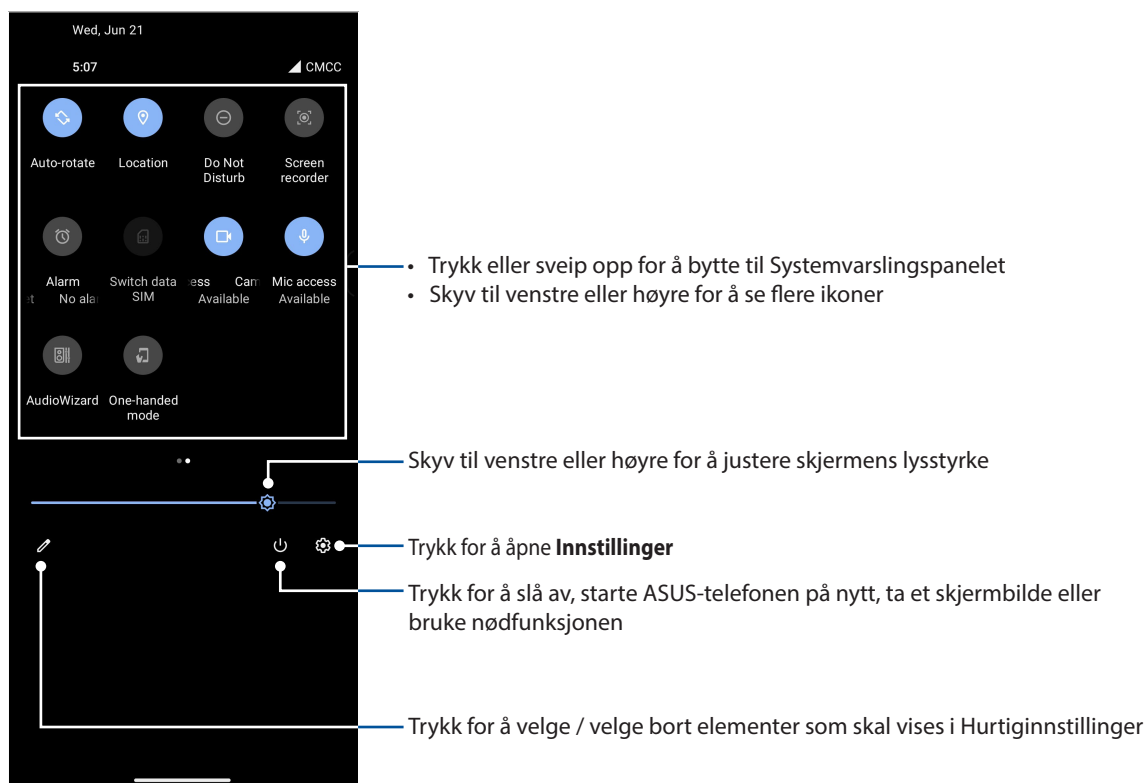 Wed, Jun 21
5:07 CMCC
Auto-rotate Location Do Not Disturb Screen recorder
Alarm Switch data SIM ess Cam Mic access
t No alar Available Available
AudioWizard One-handed mode
• Trykk eller sveip opp for å bytte til Systemvarslingspanelet
• Skyv til venstre eller høyre for å se flere ikoner
Skyv til venstre eller høyre for å justere skjermens lysstyrke
Trykk for å åpne Innstillinger
Trykk for å slå av, starte ASUS-telefonen på nytt, ta et skjermbilde eller
bruke nødfunksjonen
Trykk for å velge / velge bort elementer som skal vises i Hurtiginnstillinger